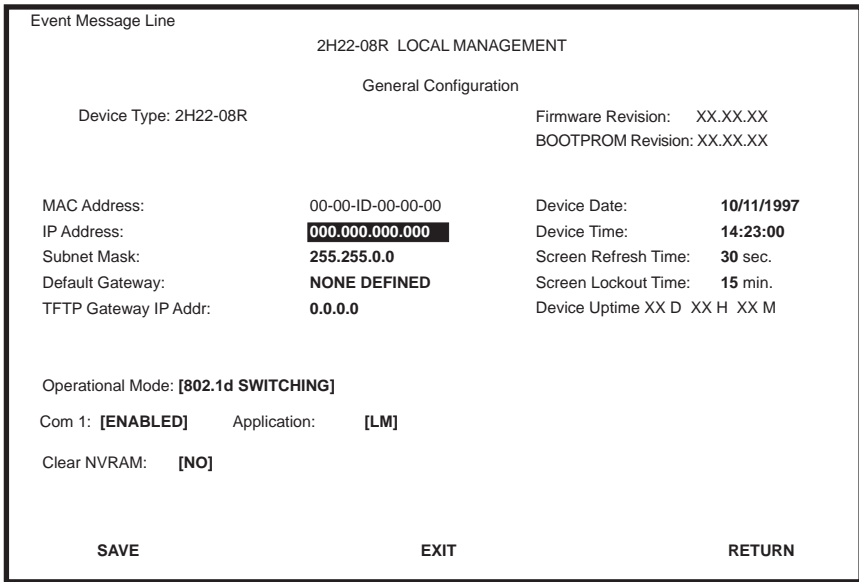 Event Message Line
2H22-08R LOCAL MANAGEMENT
General Configuration
Device Type: 2H22-08R Firmware Revision: XX.XX.XX
BOOTPROM Revision: XX.XX.XX
MAC Address: 00-00-ID-00-00-00 Device Date: 10/11/1997
IP Address: 000.000.000.000 Device Time: 14:23:00
Subnet Mask: 255.255.0.0 Screen Refresh Time: 30 sec.
Default Gateway: NONE DEFINED Screen Lockout Time: 15 min.
TFTP Gateway IP Addr: 0.0.0.0 Device Uptime XX D XX H XX M
Operational Mode: [802.1d SWITCHING]
Com 1: [ENABLED] Application: [LM]
Clear NVRAM: [NO]
SAVE EXIT RETURN